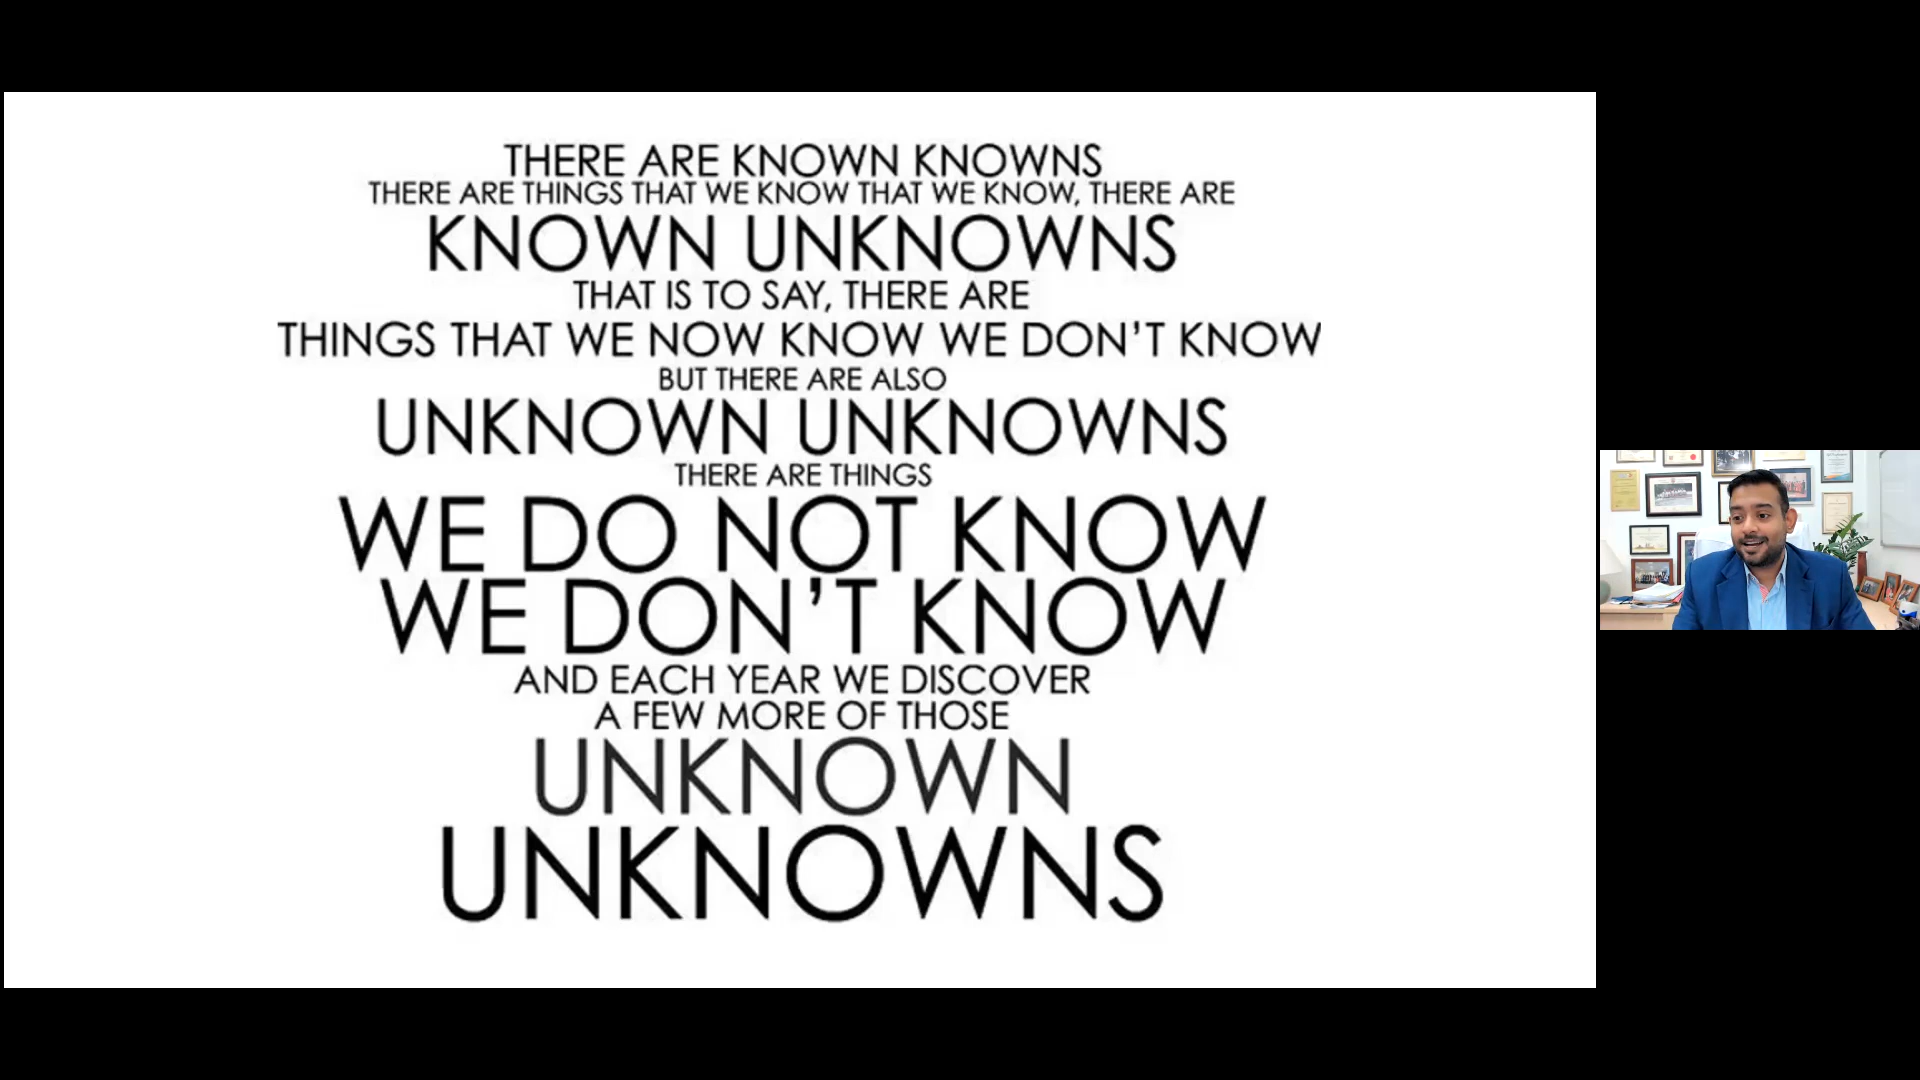 THERE ARE KNOWN KNOWNS
THERE ARE THINGS THAT WE KNOW THAT WE KNOW, THERE ARE
KNOWN UNKNOWNS
THAT IS TO SAY, THERE ARE
THINGS THAT WE NOW KNOW WE DON'T KNOW
BUT THERE ARE ALSO
UNKNOWN UNKNOWNS
THERE ARE THINGS
WE DO NOT KNOW
WE DON'T KNOW
AND EACH YEAR WE DISCOVER
A FEW MORE OF THOSE
UNKNOWN
UNKNOWNS